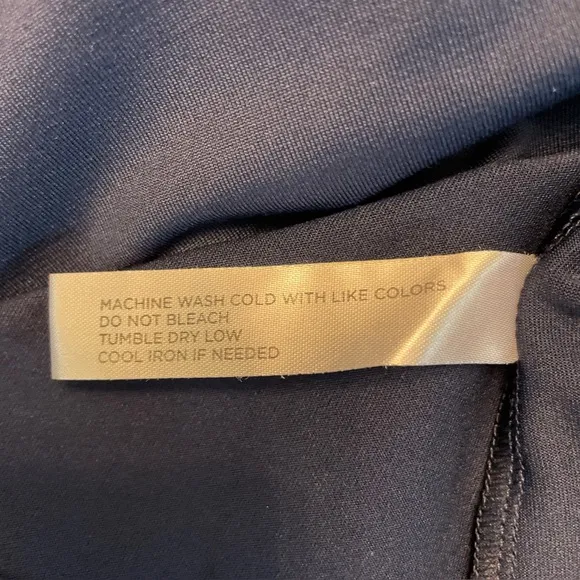 MACHINE WASH COLD WITH LIKE COLORS
DO NOT BLEACH
TUMBLE DRY LOW
COOL IRON IF NEEDED